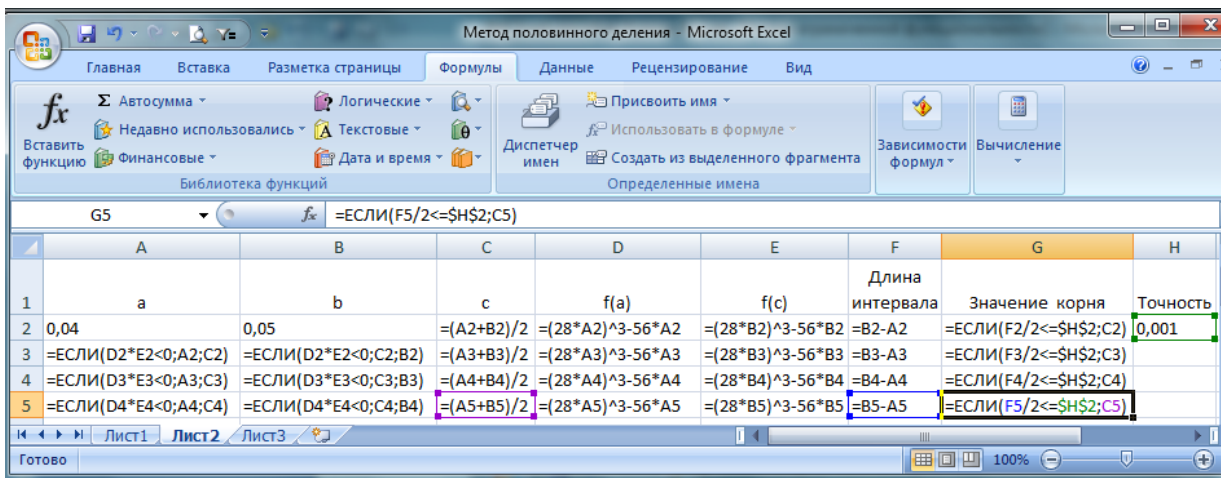 Метод половинного деления - Microsoft Excel
Главная Вставка Разметка страницы Формулы Данные Рецензирование Вид
fx Вставить функцию
Σ Автосумма
Недавно использовались
Финансовые
Логические
Текстовые
Дата и время
Библиотека функций
Диспетчер имен
Присвоить имя
Использовать в формуле
Создать из выделенного фрагмента
Определенные имена
Зависимости формул
Вычисление
G5 fx =ЕСЛИ(F5/2<=$H$2;C5)
A B C D E F G H
1 a b c f(a) f(c) Длина интервала Значение корня Точность
2 0,04 0,05 =(A2+B2)/2 =(28*A2)^3-56*A2 =(28*B2)^3-56*B2 =B2-A2 =ЕСЛИ(F2/2<=$H$2;C2) 0,001
3 =ЕСЛИ(D2*E2<0;A2;C2) =ЕСЛИ(D2*E2<0;C2;B2) =(A3+B3)/2 =(28*A3)^3-56*A3 =(28*B3)^3-56*B3 =B3-A3 =ЕСЛИ(F3/2<=$H$2;C3)
4 =ЕСЛИ(D3*E3<0;A3;C3) =ЕСЛИ(D3*E3<0;C3;B3) =(A4+B4)/2 =(28*A4)^3-56*A4 =(28*B4)^3-56*B4 =B4-A4 =ЕСЛИ(F4/2<=$H$2;C4)
5 =ЕСЛИ(D4*E4<0;A4;C4) =ЕСЛИ(D4*E4<0;C4;B4) =(A5+B5)/2 =(28*A5)^3-56*A5 =(28*B5)^3-56*B5 =B5-A5 =ЕСЛИ(F5/2<=$H$2;C5)
Лист1 Лист2 Лист3
Готово 100%